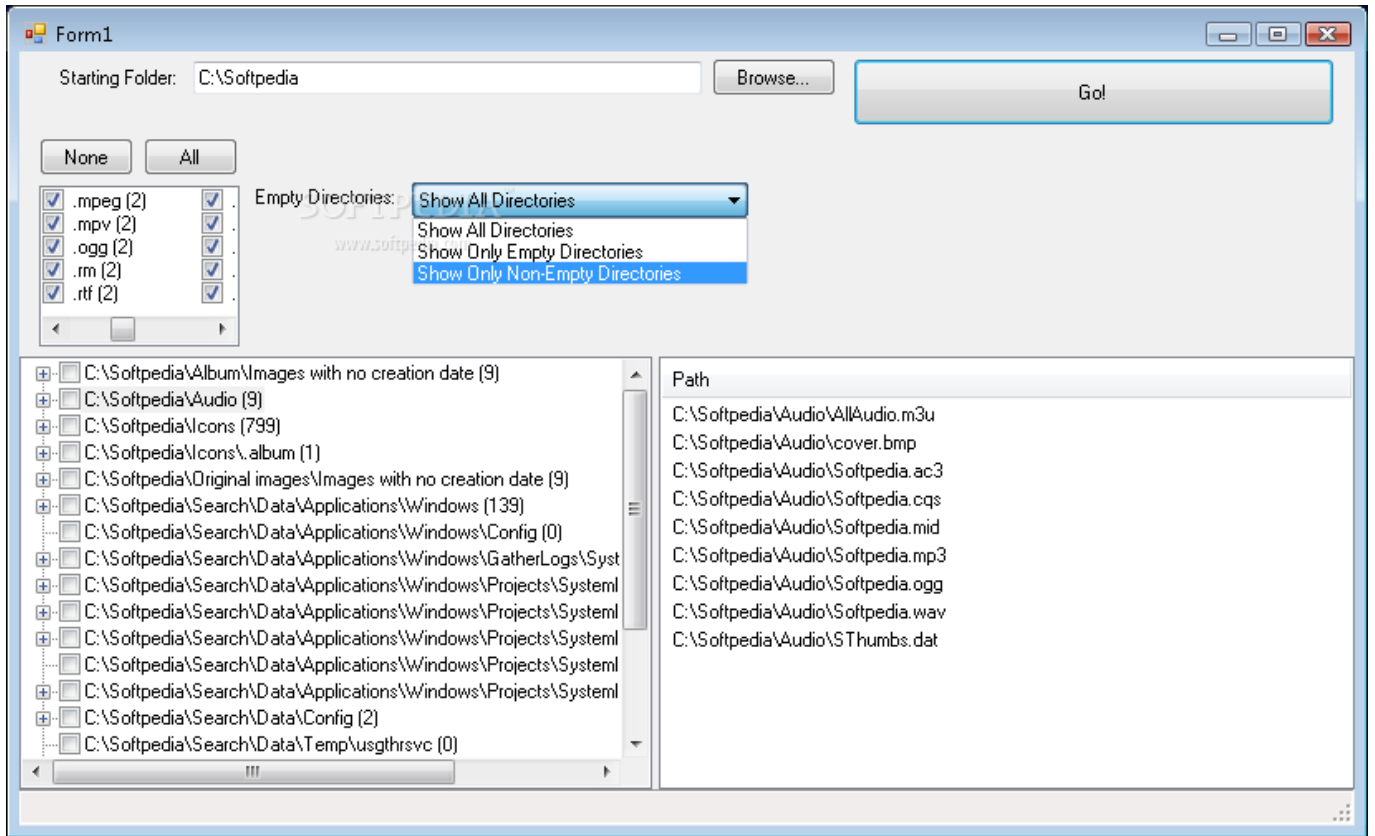 Form1
Starting Folder: C:\Softpedia Browse... Go!
None All
.mpeg (2) .
.mpv (2) .
.ogg (2) .
.rm (2) .
.rtf (2) .
Empty Directories: Show All Directories
Show All Directories
Show Only Empty Directories
Show Only Non-Empty Directories
SOFTPEDIA
www.softpedia.com
C:\Softpedia\Album\Images with no creation date (9)
C:\Softpedia\Audio (9)
C:\Softpedia\Icons (799)
C:\Softpedia\Icons\.album (1)
C:\Softpedia\Original images\Images with no creation date (9)
C:\Softpedia\Search\Data\Applications\Windows (139)
C:\Softpedia\Search\Data\Applications\Windows\Config (0)
C:\Softpedia\Search\Data\Applications\Windows\GatherLogs\Syst
C:\Softpedia\Search\Data\Applications\Windows\Projects\SystemI
C:\Softpedia\Search\Data\Applications\Windows\Projects\SystemI
C:\Softpedia\Search\Data\Applications\Windows\Projects\SystemI
C:\Softpedia\Search\Data\Applications\Windows\Projects\SystemI
C:\Softpedia\Search\Data\Applications\Windows\Projects\SystemI
C:\Softpedia\Search\Data\Config (2)
C:\Softpedia\Search\Data\Temp\usgthrsvc (0)
Path
C:\Softpedia\Audio\AllAudio.m3u
C:\Softpedia\Audio\cover.bmp
C:\Softpedia\Audio\Softpedia.ac3
C:\Softpedia\Audio\Softpedia.cqs
C:\Softpedia\Audio\Softpedia.mid
C:\Softpedia\Audio\Softpedia.mp3
C:\Softpedia\Audio\Softpedia.ogg
C:\Softpedia\Audio\Softpedia.wav
C:\Softpedia\Audio\SThumbs.dat